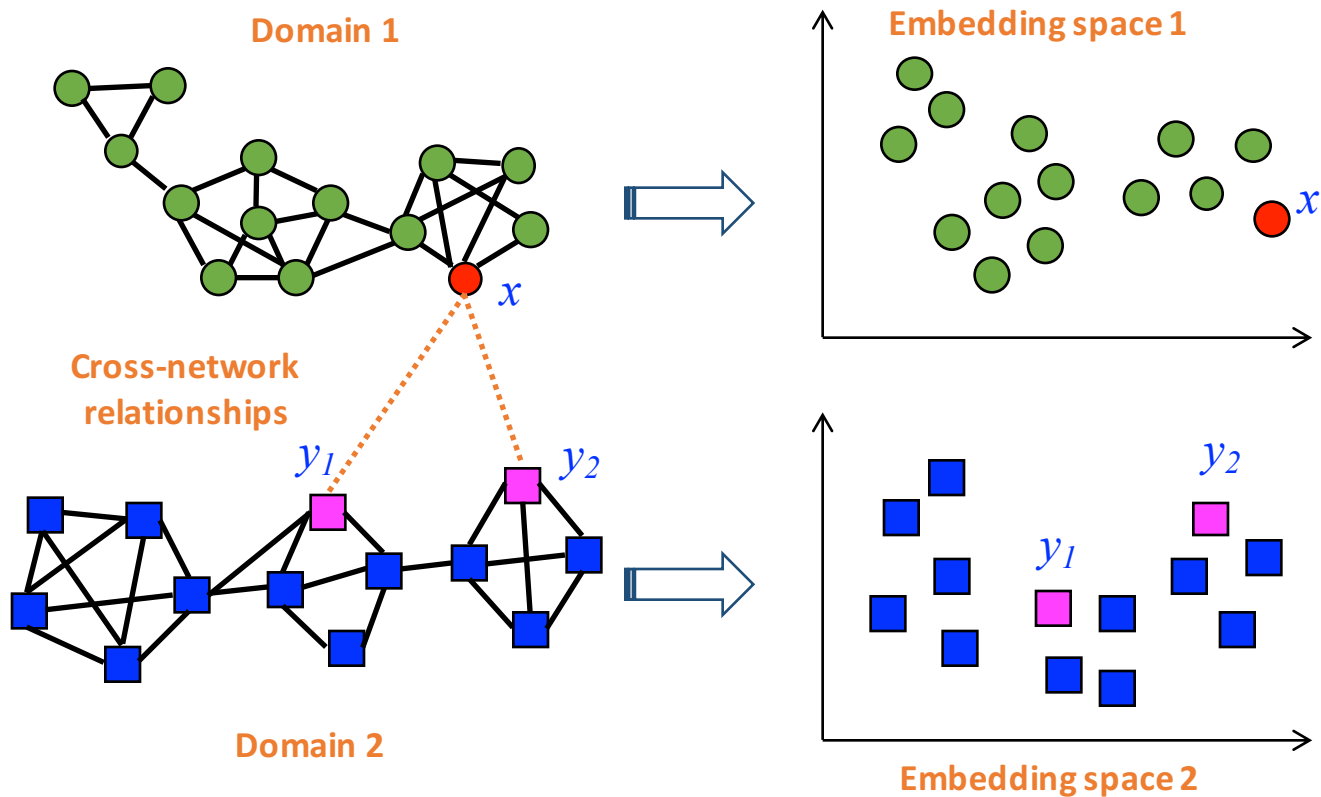 Domain 1
Embedding space 1
x
x
Cross-network
relationships
y1
y2
y2
y1
Domain 2
Embedding space 2